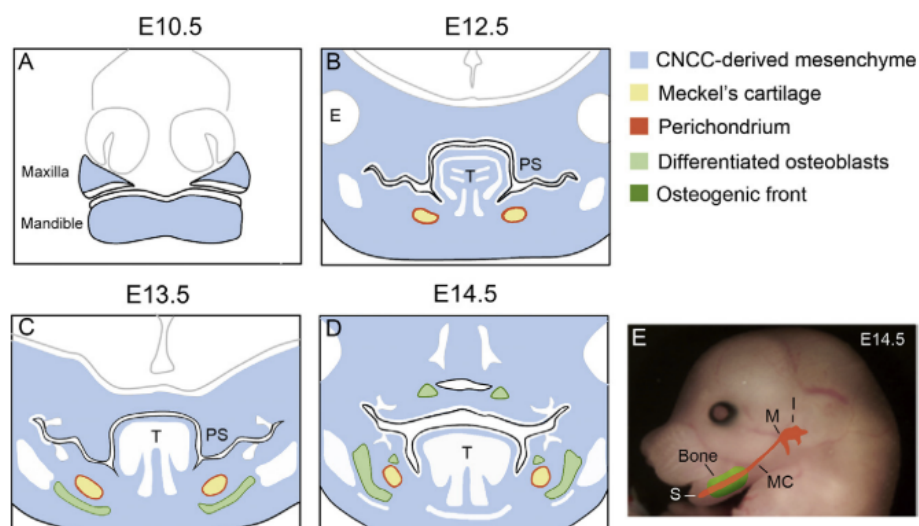 E10.5
E12.5
A
Maxilla
Mandible
B
E
PS
T
CNCC-derived mesenchyme
Meckel's cartilage
Perichondrium
Differentiated osteoblasts
Osteogenic front
E13.5
E14.5
C
T
PS
D
T
E
E14.5
I
M
Bone
MC
S